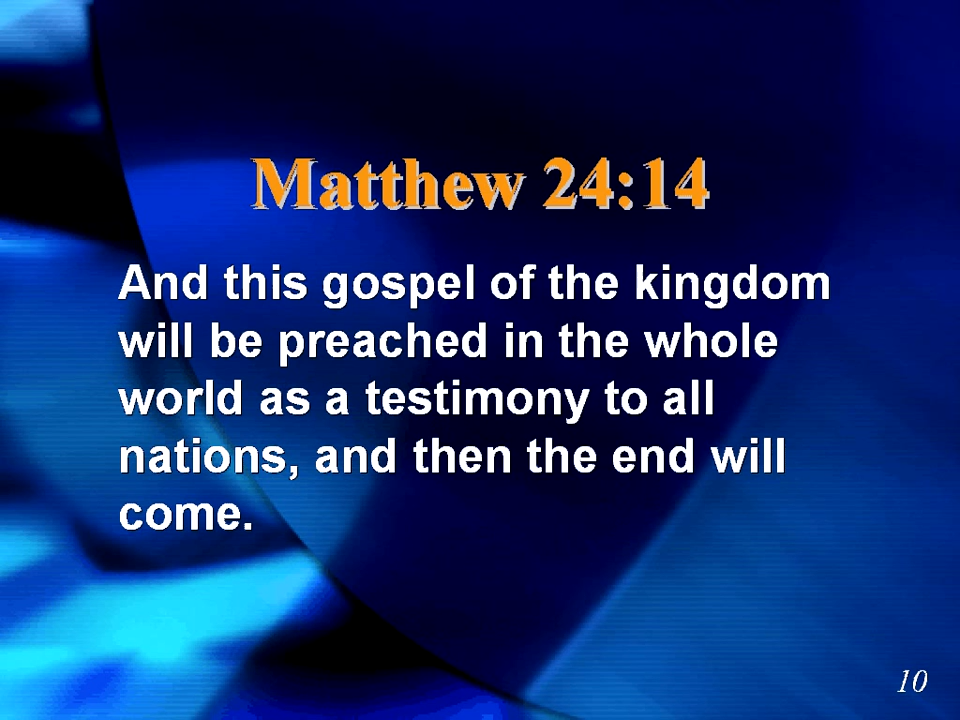 Matthew 24:14
And this gospel of the kingdom
will be preached in the whole
world as a testimony to all
nations, and then the end will
come.
10